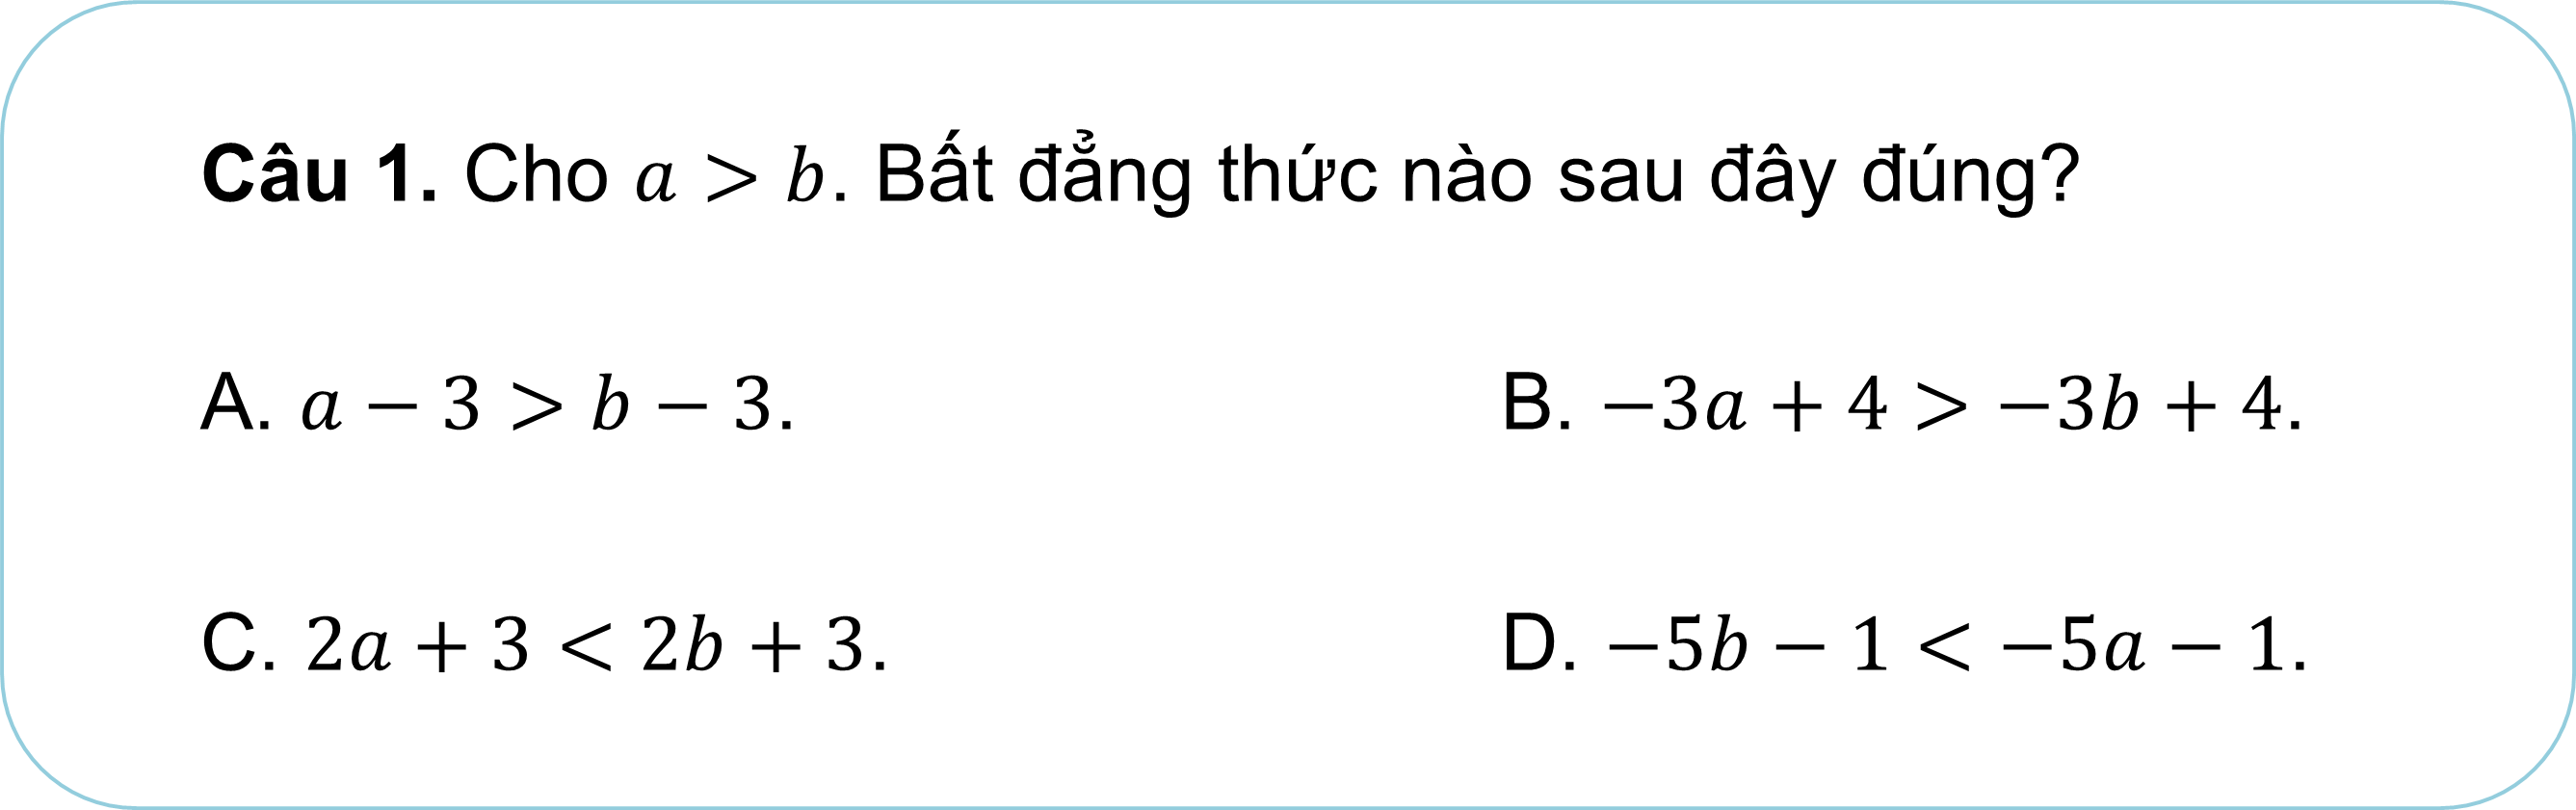 Câu 1. Cho a > b. Bất đẳng thức nào sau đây đúng?
A. a − 3 > b − 3. B. −3a + 4 > −3b + 4.
C. 2a + 3 < 2b + 3. D. −5b − 1 < −5a − 1.